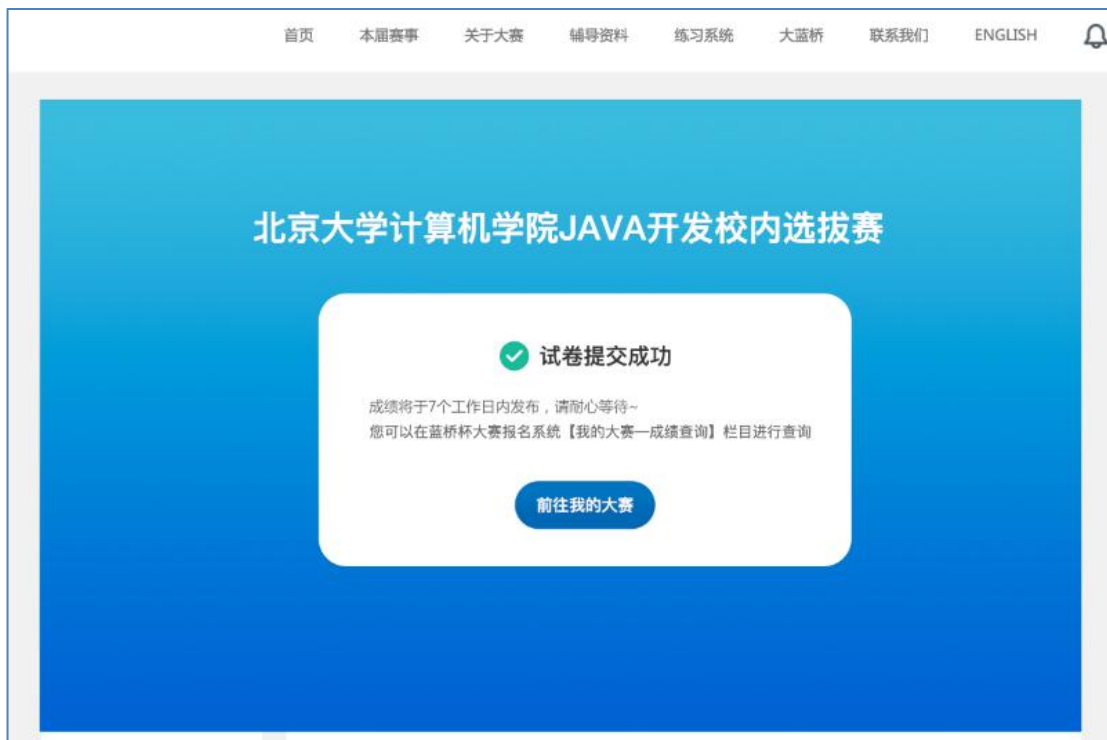 首页 本届赛事 关于大赛 辅导资料 练习系统 大蓝桥 联系我们 ENGLISH
北京大学计算机学院JAVA开发校内选拔赛
试卷提交成功
成绩将于7个工作日内发布，请耐心等待~
您可以在蓝桥杯大赛报名系统【我的大赛—成绩查询】栏目进行查询
前往我的大赛